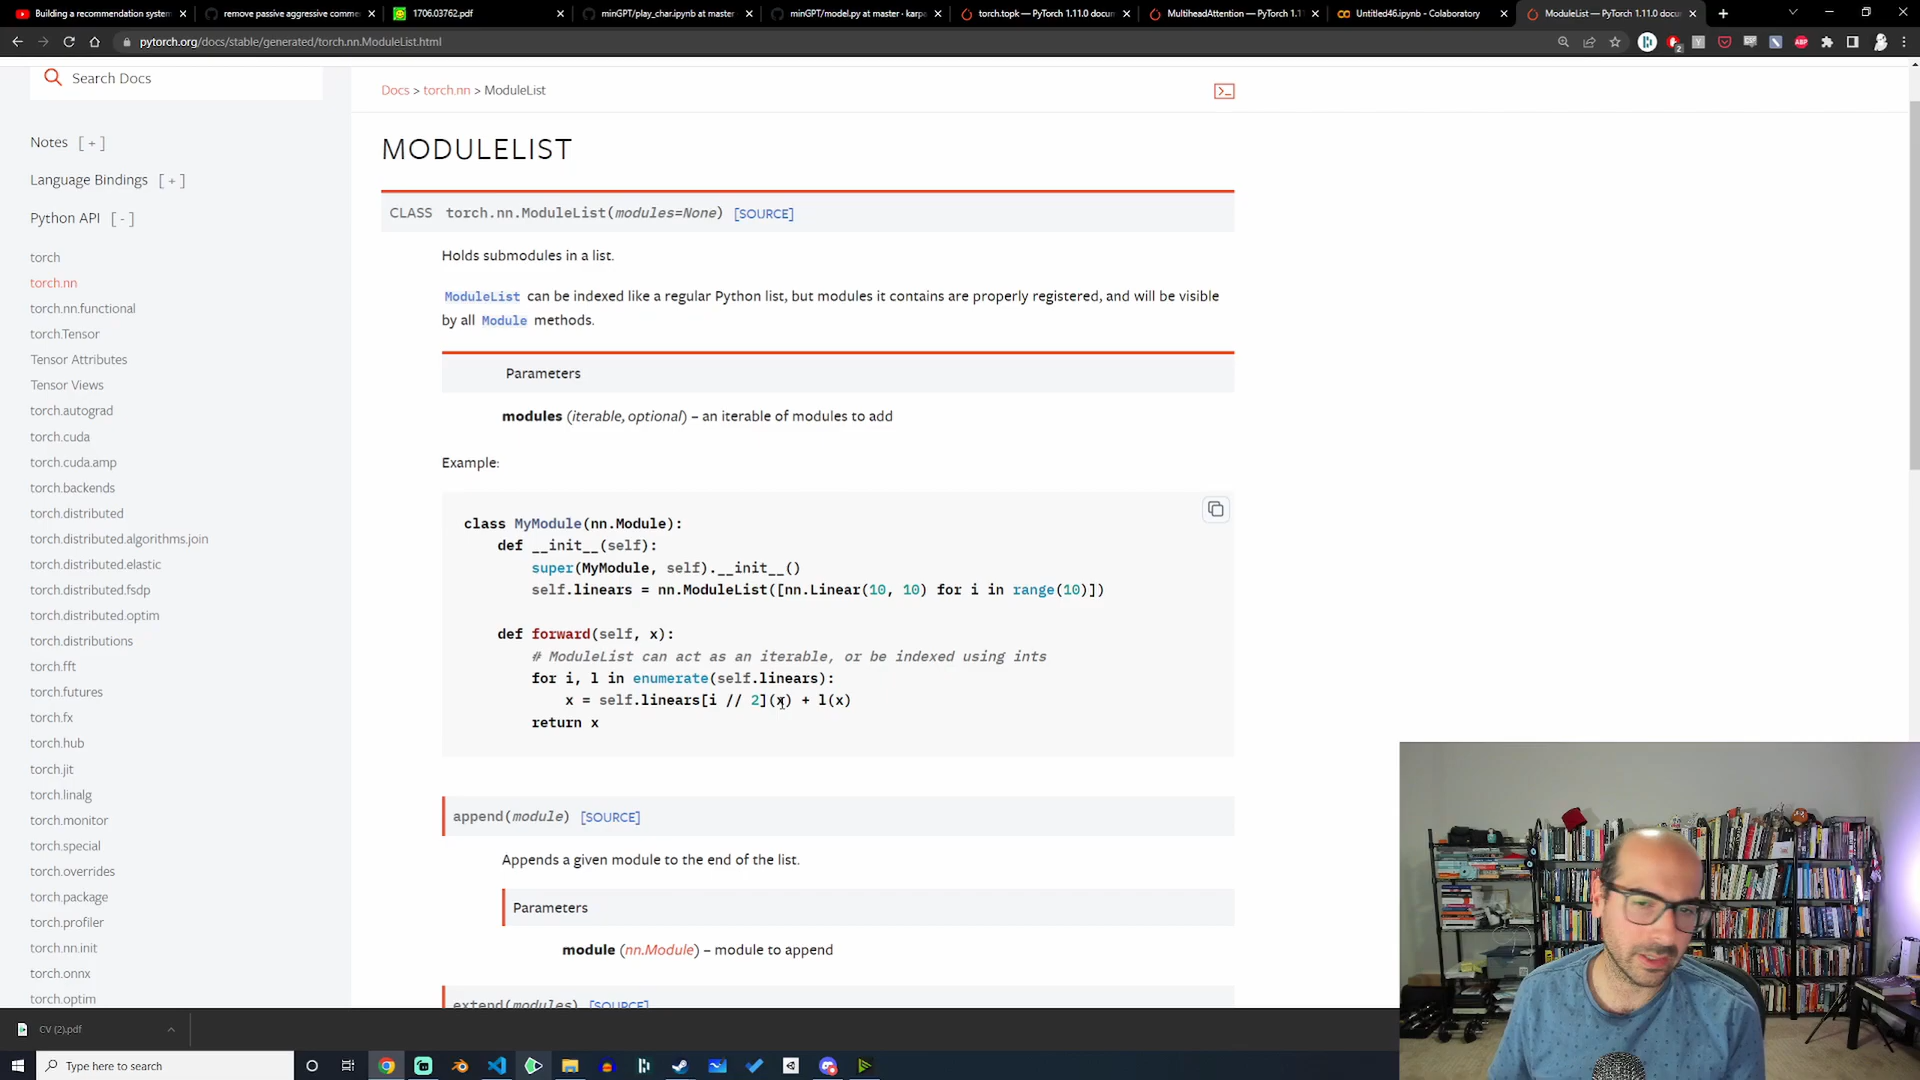 Building a recommendation system
remove passive aggressive comme
1706.03762.pdf
minGPT/play_char.ipynb at master
minGPT/model.py at master · karpa
torch.topk — PyTorch 1.11.0 docum
MultiheadAttention — PyTorch 1.1
Untitled46.ipynb - Colaboratory
ModuleList — PyTorch 1.11.0 docu
pytorch.org/docs/stable/generated/torch.nn.ModuleList.html
Search Docs
Docs > torch.nn > ModuleList
Notes [ + ]
Language Bindings [ + ]
Python API [ - ]
torch
torch.nn
torch.nn.functional
torch.Tensor
Tensor Attributes
Tensor Views
torch.autograd
torch.cuda
torch.cuda.amp
torch.backends
torch.distributed
torch.distributed.algorithms.join
torch.distributed.elastic
torch.distributed.fsdp
torch.distributed.optim
torch.distributions
torch.fft
torch.futures
torch.fx
torch.hub
torch.jit
torch.linalg
torch.monitor
torch.special
torch.overrides
torch.package
torch.profiler
torch.nn.init
torch.onnx
torch.optim
MODULELIST
CLASS torch.nn.ModuleList(modules=None) [SOURCE]
Holds submodules in a list.
ModuleList can be indexed like a regular Python list, but modules it contains are properly registered, and will be visible
by all Module methods.
Parameters
modules (iterable, optional) – an iterable of modules to add
Example:
class MyModule(nn.Module):
def __init__(self):
super(MyModule, self).__init__()
self.linears = nn.ModuleList([nn.Linear(10, 10) for i in range(10)])
def forward(self, x):
# ModuleList can act as an iterable, or be indexed using ints
for i, l in enumerate(self.linears):
x = self.linears[i // 2](x) + l(x)
return x
append(module) [SOURCE]
Appends a given module to the end of the list.
Parameters
module (nn.Module) – module to append
extend(modules) [SOURCE]
CV (2).pdf
Type here to search